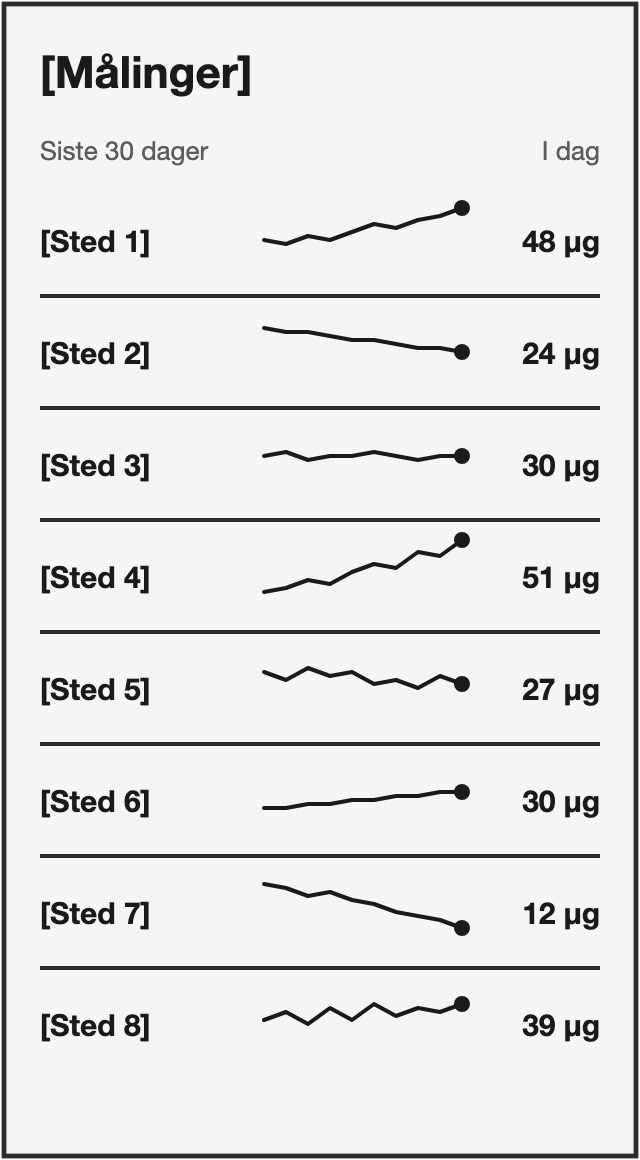 [Målinger]
Siste 30 dager I dag
[Sted 1] 48 µg
[Sted 2] 24 µg
[Sted 3] 30 µg
[Sted 4] 51 µg
[Sted 5] 27 µg
[Sted 6] 30 µg
[Sted 7] 12 µg
[Sted 8] 39 µg